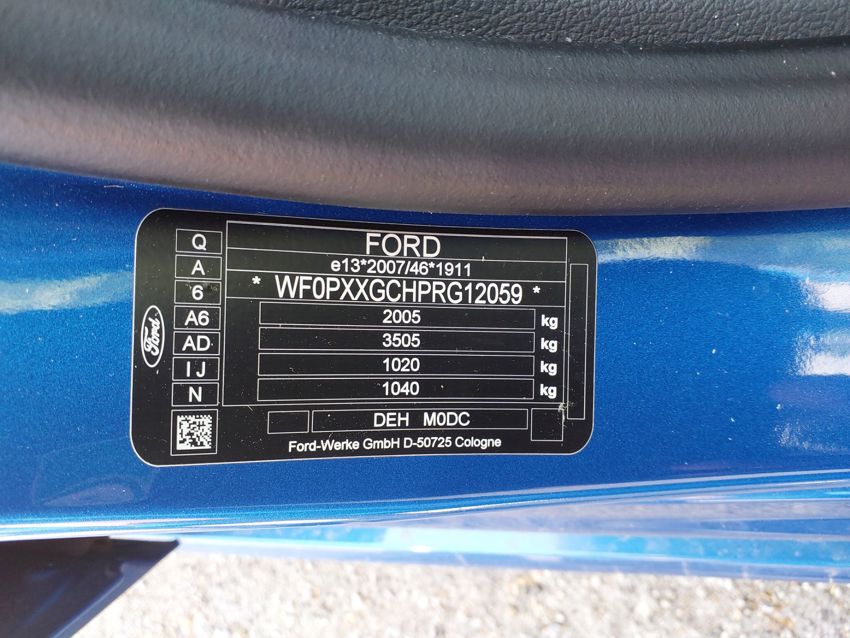 Q
FORD
A
e13*2007/46*1911
6
* WF0PXXGCHPRG12059 *
A6
2005 kg
AD
3505 kg
IJ
1020 kg
N
1040 kg
Ford
DEH M0DC
Ford-Werke GmbH D-50725 Cologne